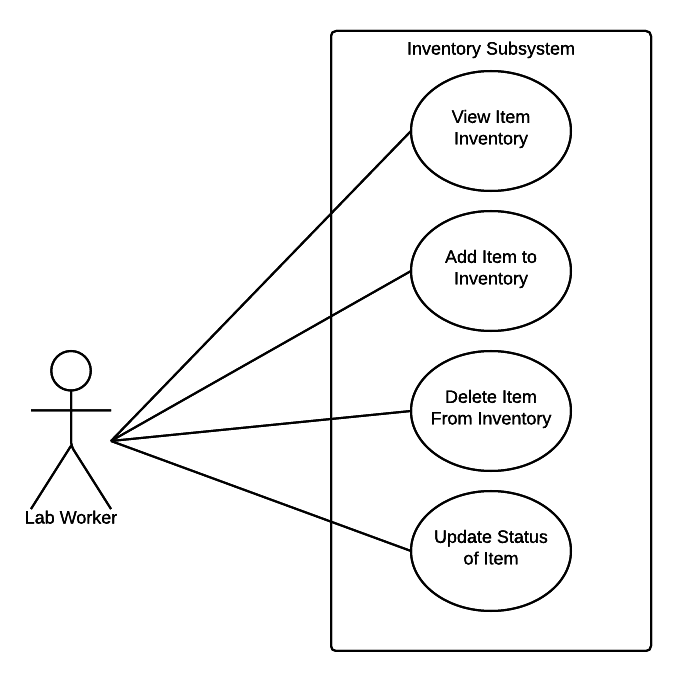 Inventory Subsystem
View Item
Inventory
Add Item to
Inventory
Delete Item
From Inventory
Update Status
of Item
Lab Worker